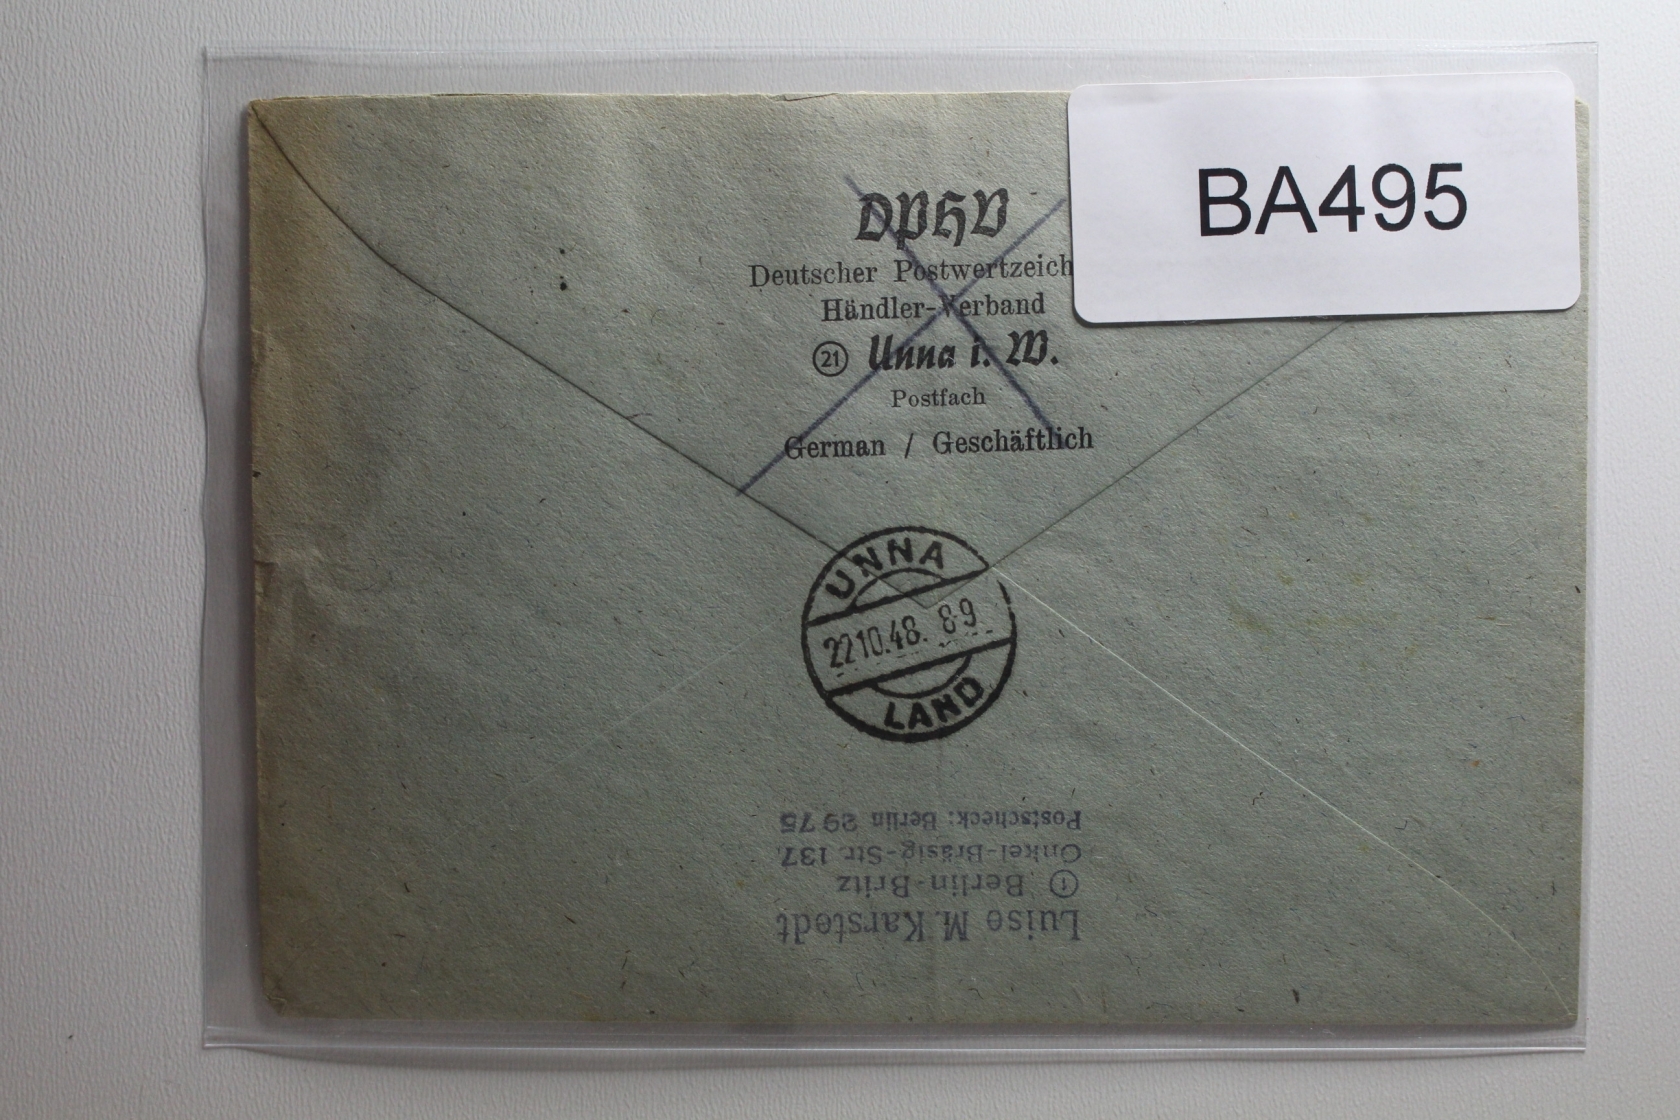 BA495
DPHV
Deutscher Postwertzeich
Händler-Verband
21 Unna i. W.
Postfach
German / Geschäftlich
UNNA
22.10.48. 8-9
LAND
Luise M. Karstedt
1 Berlin-Britz
Onkel-Bräsig-Str. 137.
Postscheck: Berlin 29 75